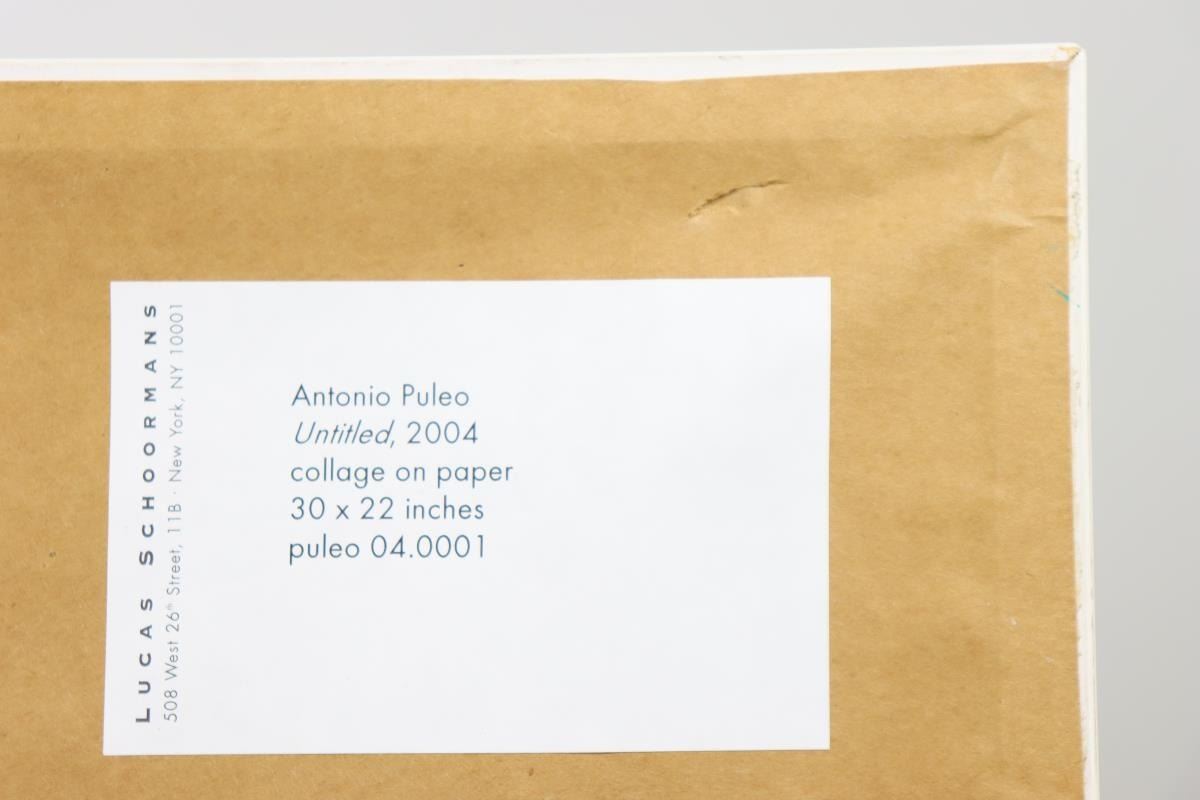 LUCAS SCHOORMANS
508 West 26th Street, 11B · New York, NY 10001
Antonio Puleo
Untitled, 2004
collage on paper
30 x 22 inches
puleo 04.0001